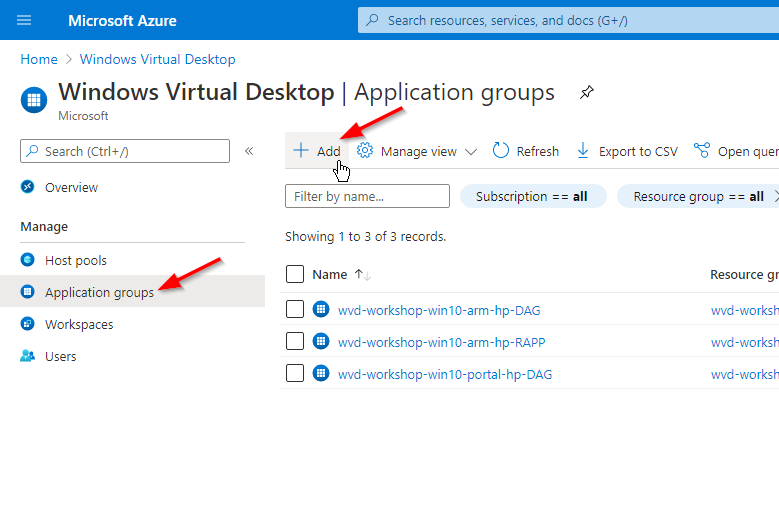 Microsoft Azure
Search resources, services, and docs (G+/)
Home > Windows Virtual Desktop
Windows Virtual Desktop | Application groups
Microsoft
Search (Ctrl+/)
«
Overview
Manage
Host pools
Application groups
Workspaces
Users
+ Add
Manage view
Refresh
Export to CSV
Open quer
Filter by name...
Subscription == all
Resource group == all
Showing 1 to 3 of 3 records.
Name ↑↓
Resource gr
wvd-workshop-win10-arm-hp-DAG
wvd-worksh
wvd-workshop-win10-arm-hp-RAPP
wvd-worksh
wvd-workshop-win10-portal-hp-DAG
wvd-worksh